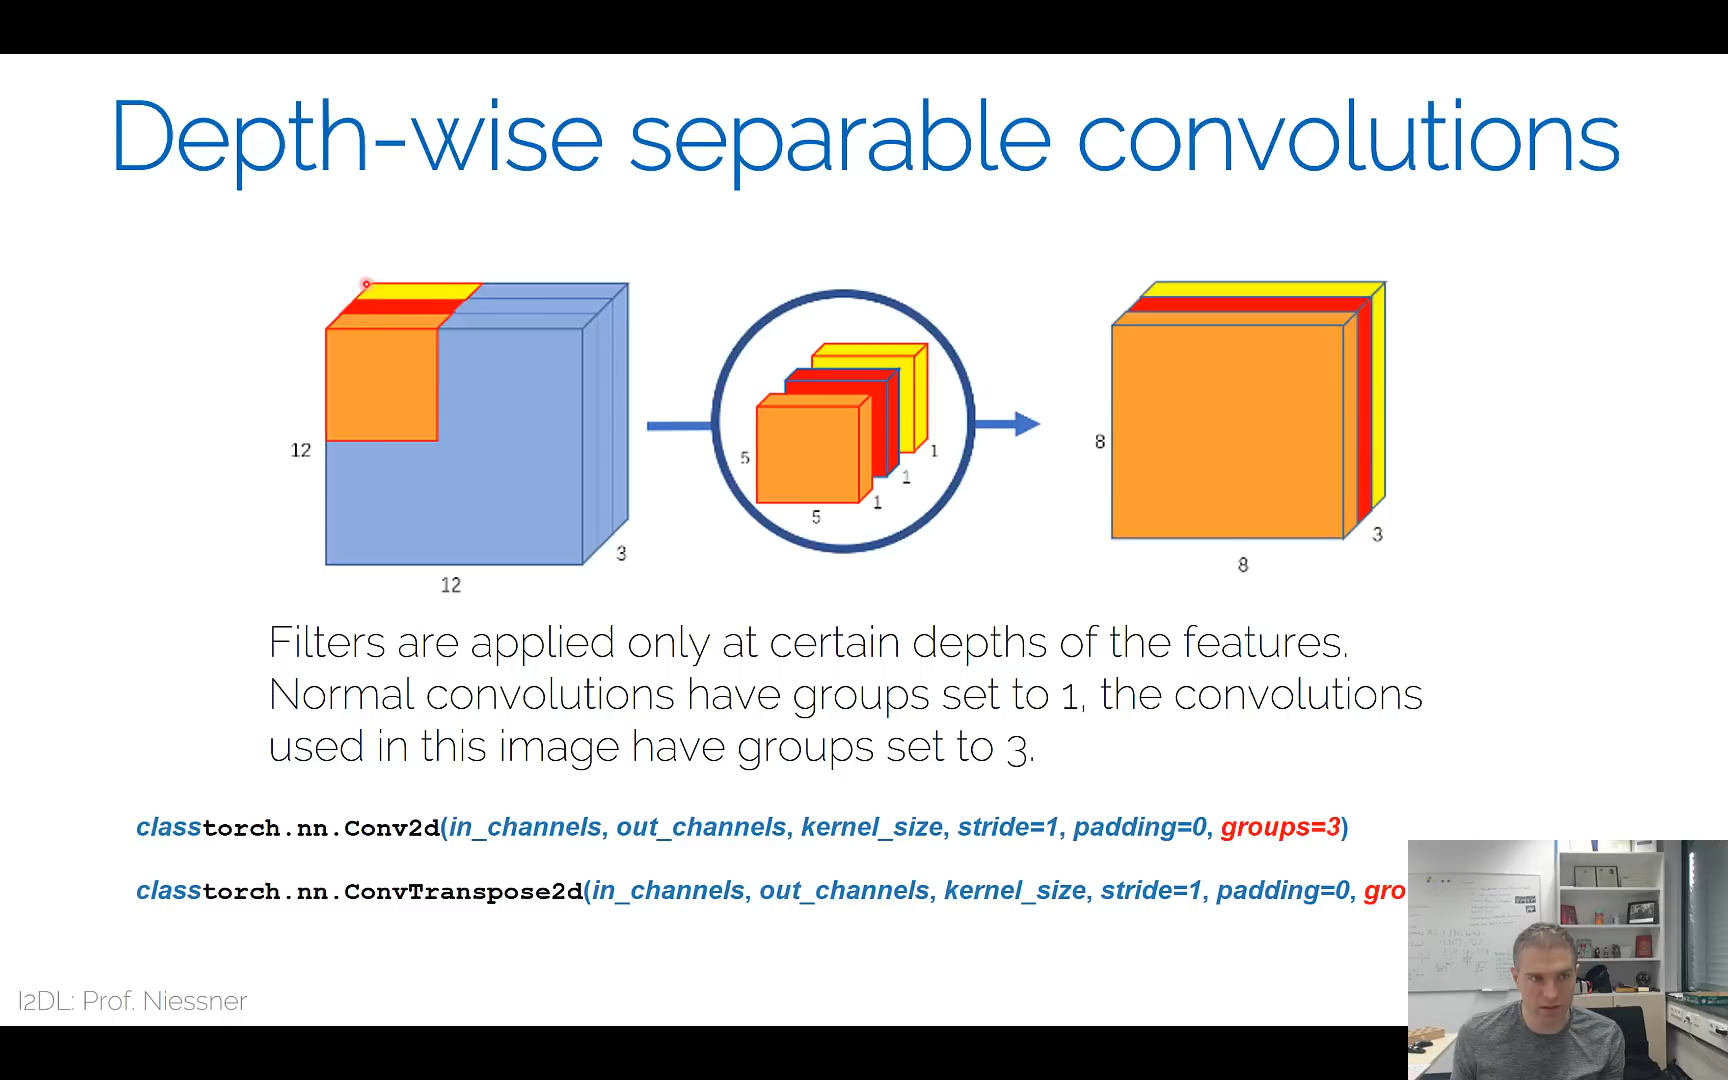 Depth-wise separable convolutions
12
12
3
5
5
1
1
1
8
8
3
Filters are applied only at certain depths of the features.
Normal convolutions have groups set to 1, the convolutions
used in this image have groups set to 3.
classtorch.nn.Conv2d(in_channels, out_channels, kernel_size, stride=1, padding=0, groups=3)
classtorch.nn.ConvTranspose2d(in_channels, out_channels, kernel_size, stride=1, padding=0, gro
I2DL: Prof. Niessner